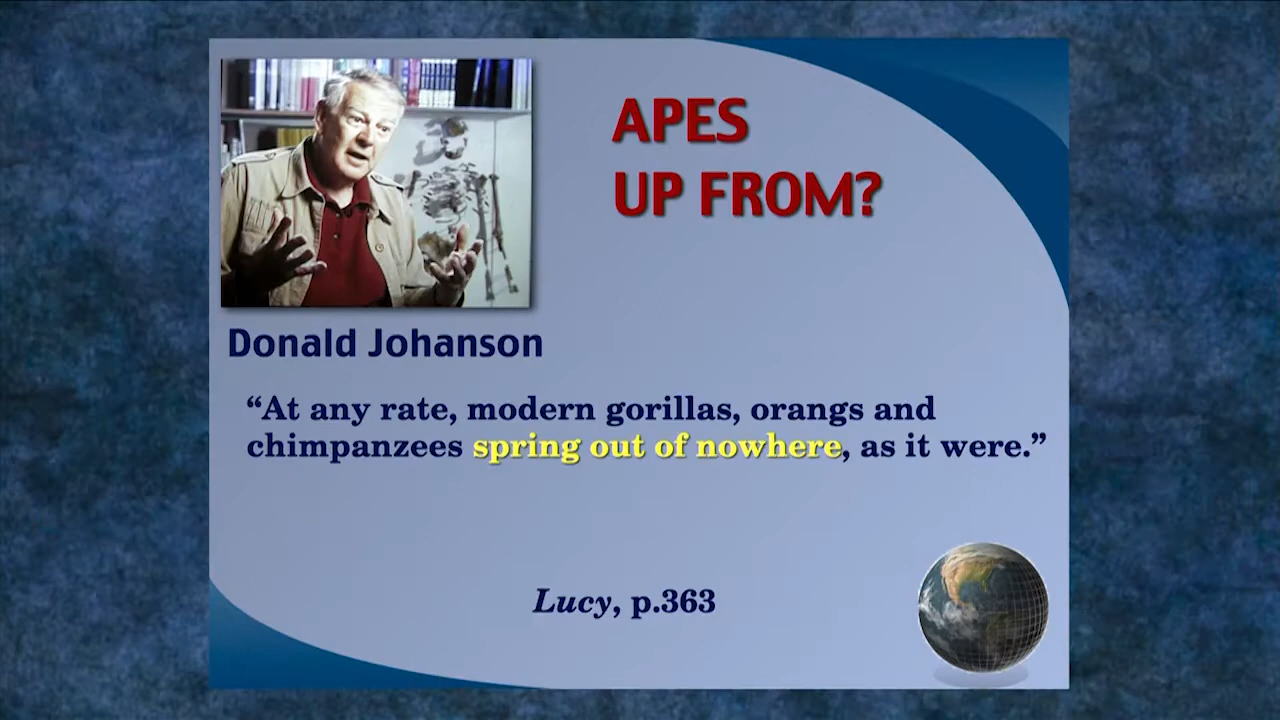 APES
UP FROM?
Donald Johanson
“At any rate, modern gorillas, orangs and
chimpanzees spring out of nowhere, as it were.”
Lucy, p.363